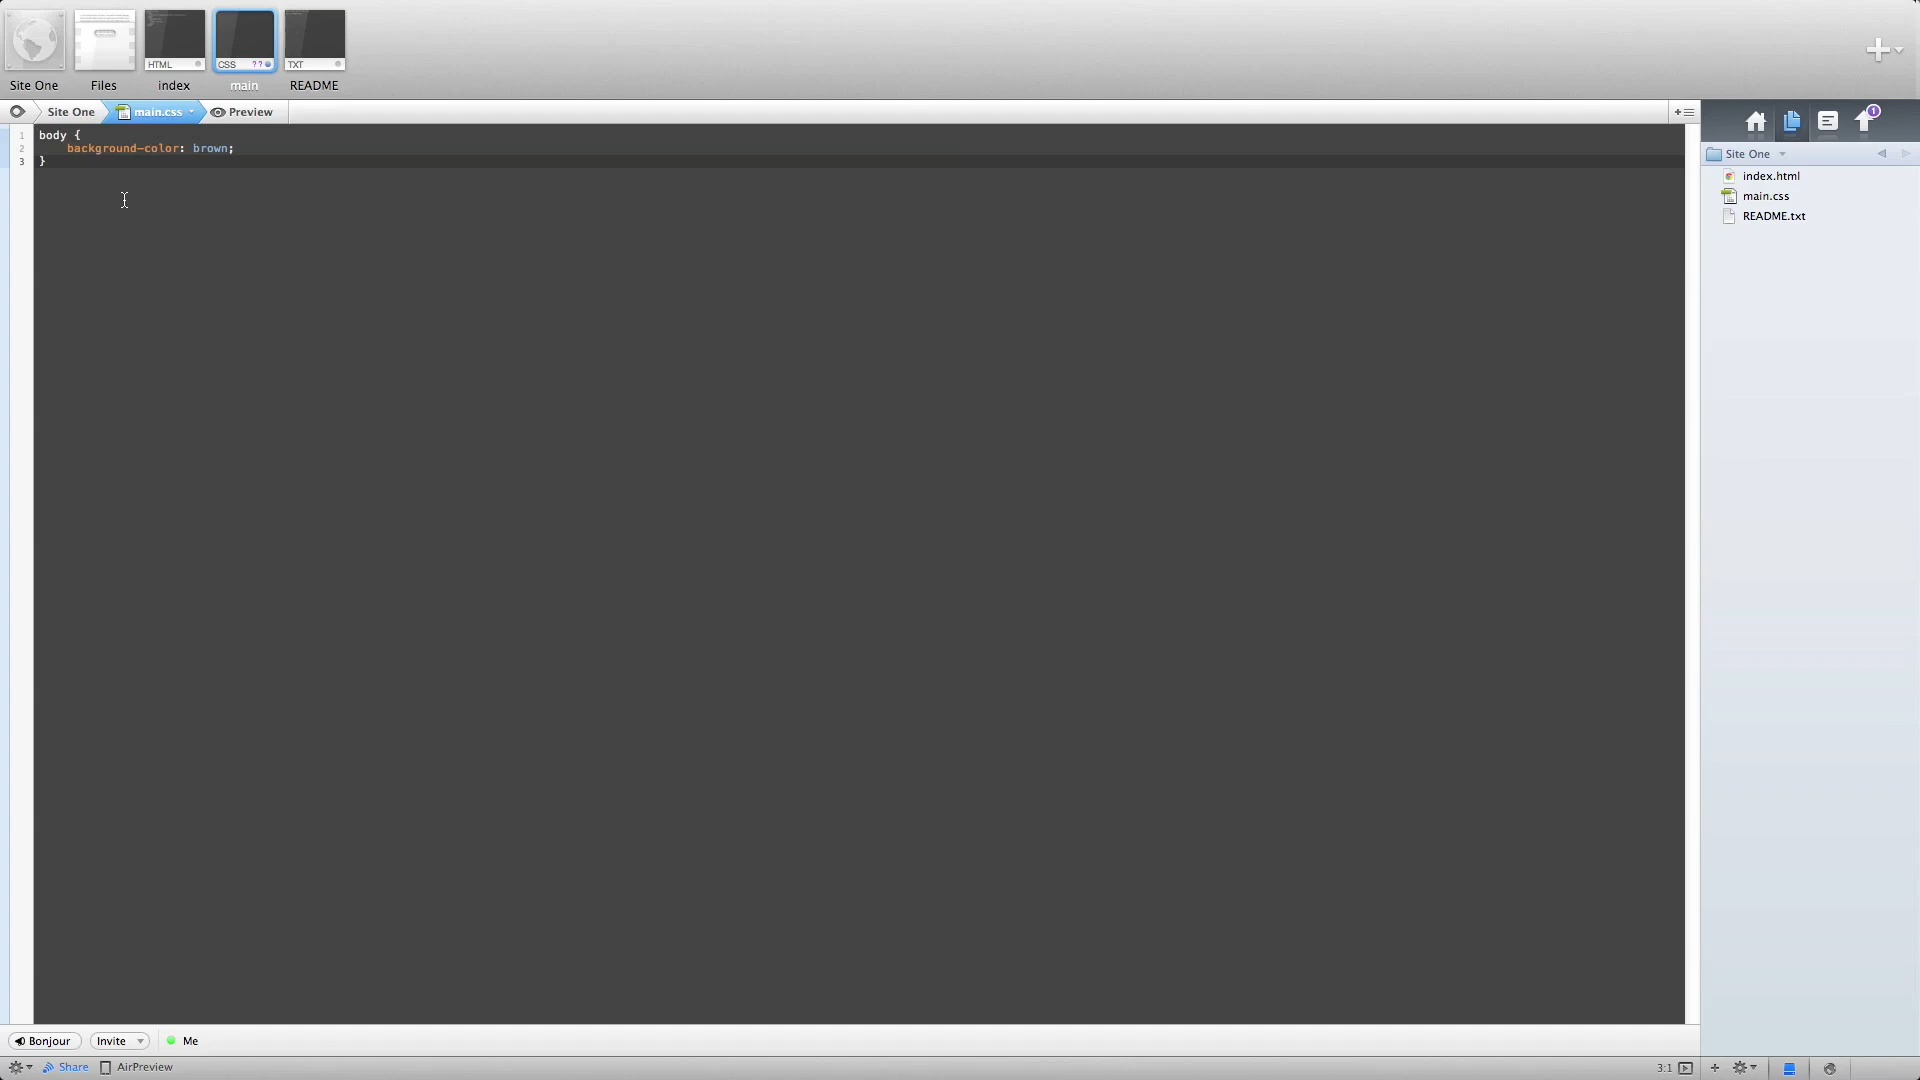 HTML
CSS ??
TXT
Site One
Files
index
main
README
Site One
main.css
Preview
1
1 body {
2     background-color: brown;
3 }
Site One
index.html
main.css
README.txt
Bonjour
Invite
Me
Share
AirPreview
3:1